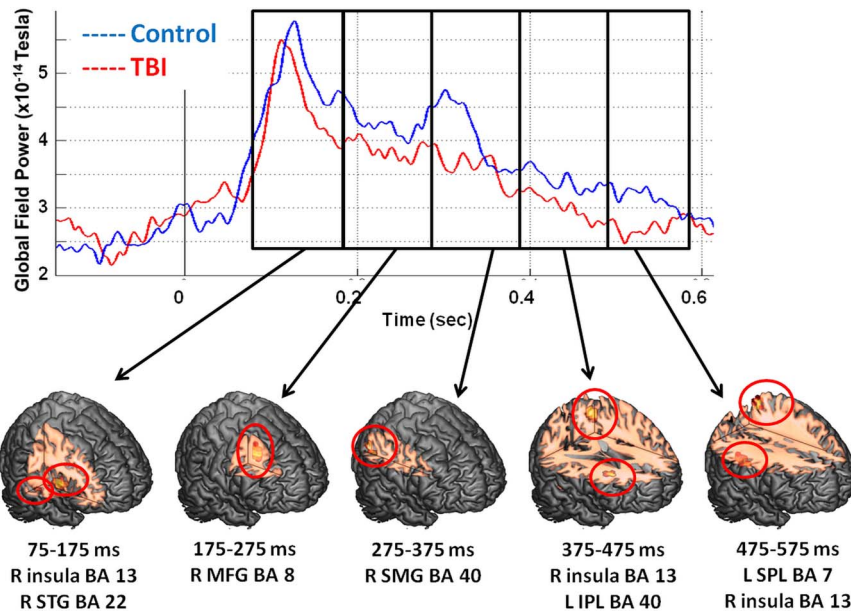 ----- Control
----- TBI
Global Field Power (x10-14 Tesla)
5
4
3
2
0
0.2
0.4
0.6
Time (sec)
75-175 ms
R insula BA 13
R STG BA 22
175-275 ms
R MFG BA 8
275-375 ms
R SMG BA 40
375-475 ms
R insula BA 13
L IPL BA 40
475-575 ms
L SPL BA 7
R insula BA 13